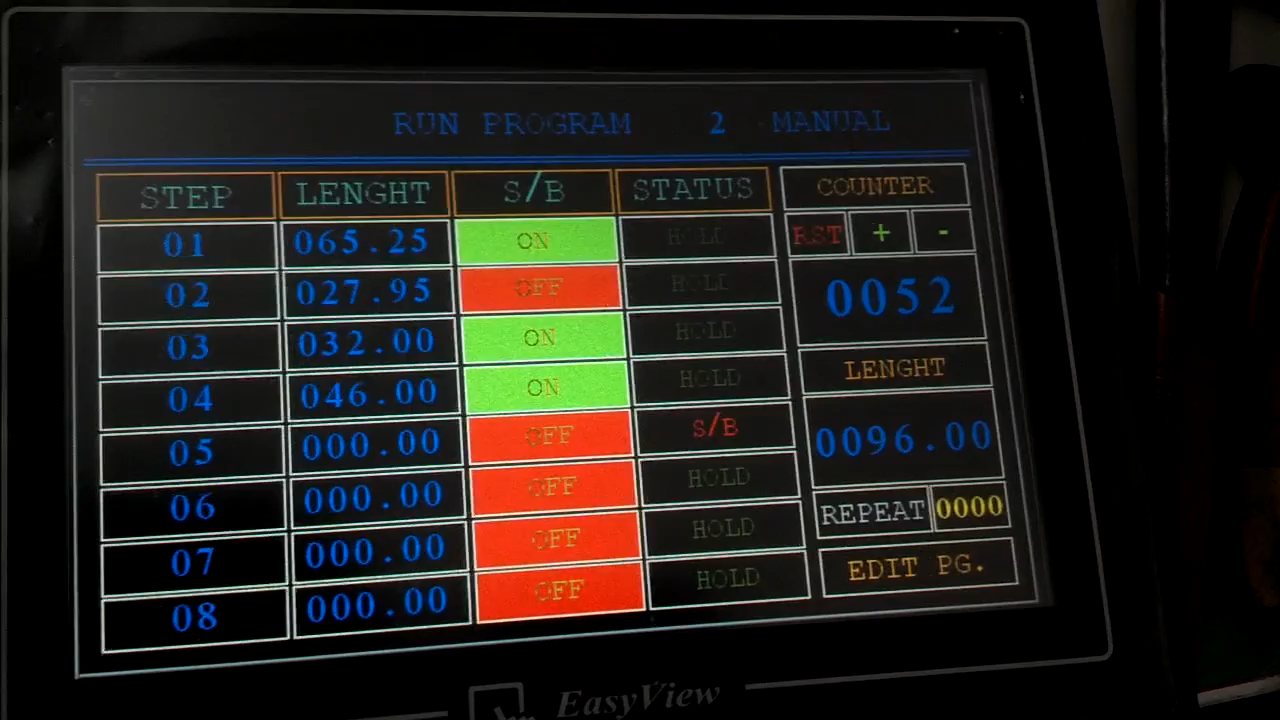 RUN PROGRAM 2 MANUAL
STEP LENGHT S/B STATUS COUNTER
01 065.25 ON HOLD RST + -
02 027.95 OFF HOLD 0052
03 032.00 ON HOLD LENGHT
04 046.00 ON HOLD
05 000.00 OFF S/B 0096.00
06 000.00 OFF HOLD REPEAT 0000
07 000.00 OFF HOLD EDIT PG.
08 000.00 OFF HOLD
EasyView